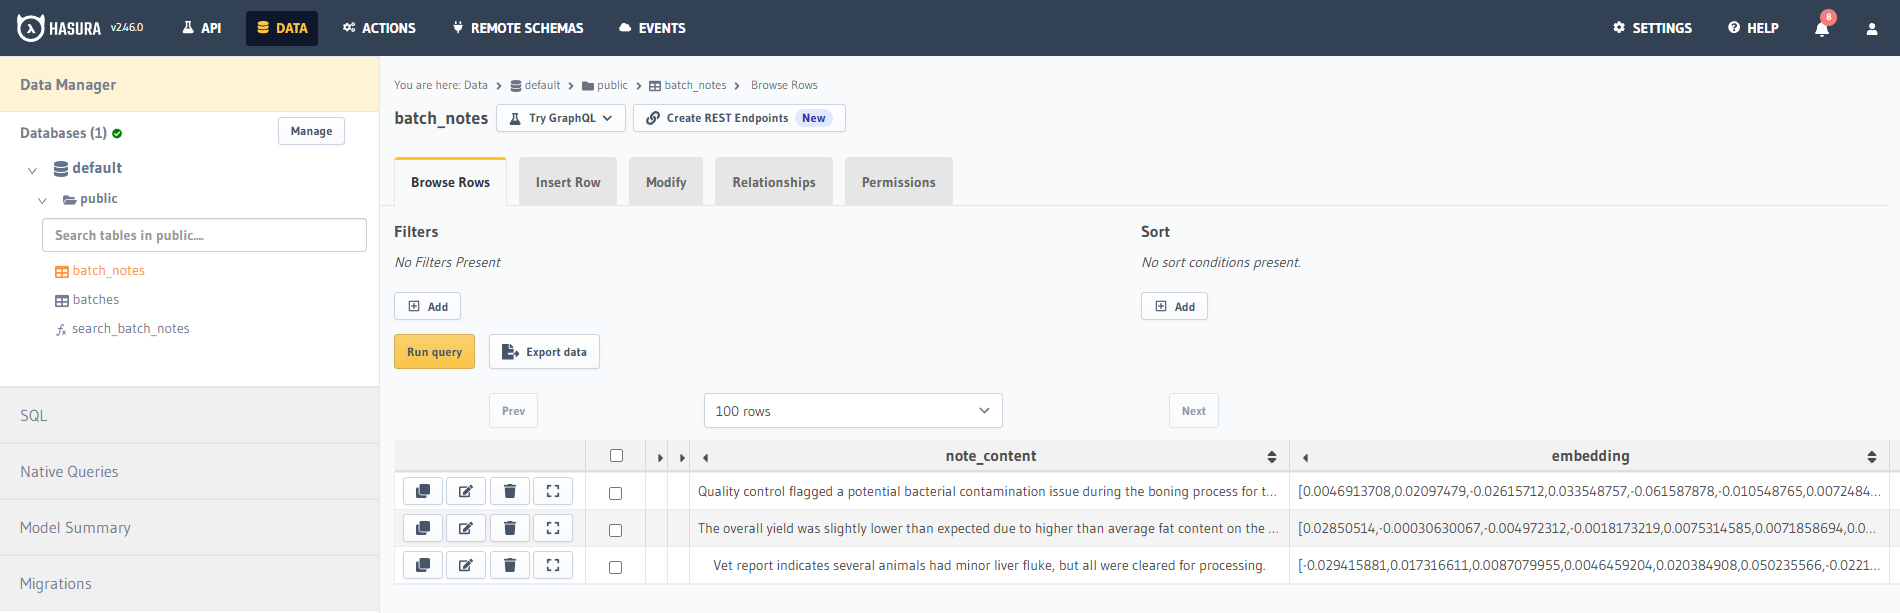 HASURA v2.46.0 API DATA ACTIONS REMOTE SCHEMAS EVENTS SETTINGS HELP 8
Data Manager
Databases (1) Manage
default
public
Search tables in public....
batch_notes
batches
search_batch_notes
SQL
Native Queries
Model Summary
Migrations
You are here: Data default public batch_notes Browse Rows
batch_notes Try GraphQL Create REST Endpoints New
Browse Rows Insert Row Modify Relationships Permissions
Filters Sort
No Filters Present No sort conditions present.
Add Add
Run query Export data
Prev 100 rows Next
note_content embedding
Quality control flagged a potential bacterial contamination issue during the boning process for t... [0.0046913708,0.02097479,-0.02615712,0.033548757,-0.061587878,-0.010548765,0.0072484...
The overall yield was slightly lower than expected due to higher than average fat content on the ... [0.02850514,-0.00030630067,-0.004972312,-0.0018173219,0.0075314585,0.0071858694,0.0...
Vet report indicates several animals had minor liver fluke, but all were cleared for processing. [-0.029415881,0.017316611,0.0087079955,0.0046459204,0.020384908,0.050235566,-0.0221...